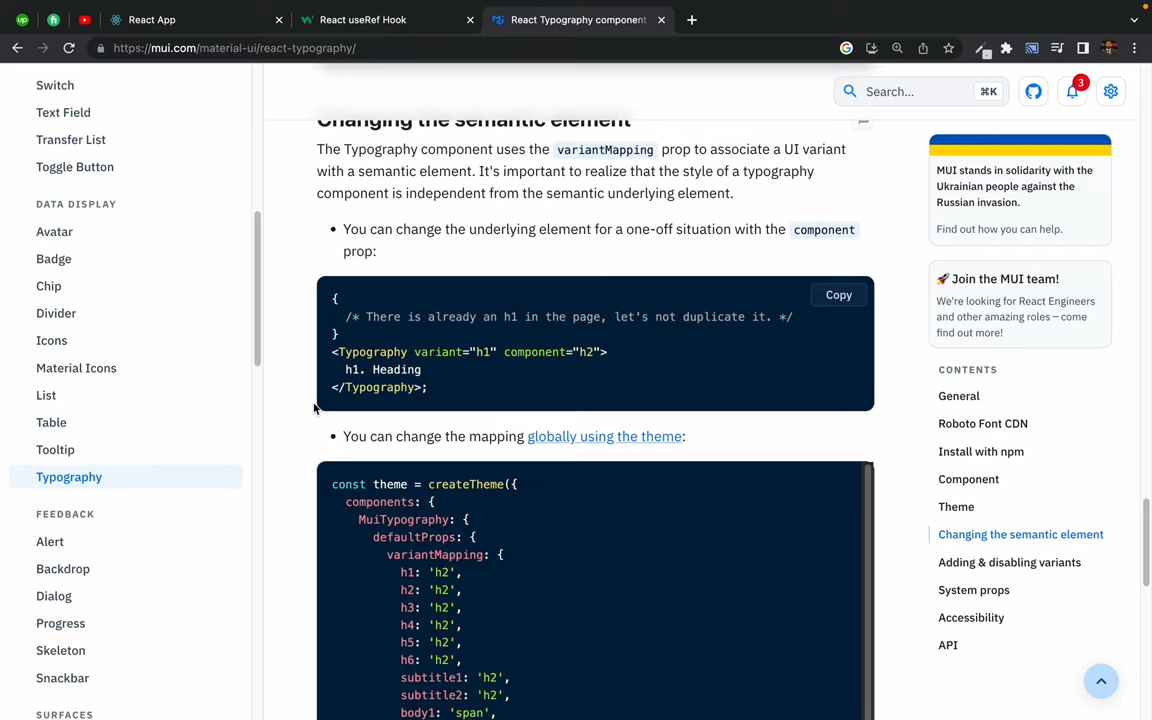 React App
React useRef Hook
React Typography component
https://mui.com/material-ui/react-typography/
Switch
Text Field
Transfer List
Toggle Button
DATA DISPLAY
Avatar
Badge
Chip
Divider
Icons
Material Icons
List
Table
Tooltip
Typography
FEEDBACK
Alert
Backdrop
Dialog
Progress
Skeleton
Snackbar
SURFACES
Search...
⌘K
3
Changing the semantic element
The Typography component uses the variantMapping prop to associate a UI variant
with a semantic element. It's important to realize that the style of a typography
component is independent from the semantic underlying element.
• You can change the underlying element for a one-off situation with the component
prop:
Copy
{
/* There is already an h1 in the page, let's not duplicate it. */
}
<Typography variant="h1" component="h2">
h1. Heading
</Typography>;
• You can change the mapping globally using the theme:
const theme = createTheme({
components: {
MuiTypography: {
defaultProps: {
variantMapping: {
h1: 'h2',
h2: 'h2',
h3: 'h2',
h4: 'h2',
h5: 'h2',
h6: 'h2',
subtitle1: 'h2',
subtitle2: 'h2',
body1: 'span',
MUI stands in solidarity with the
Ukrainian people against the
Russian invasion.
Find out how you can help.
🚀 Join the MUI team!
We're looking for React Engineers
and other amazing roles－come
find out more!
CONTENTS
General
Roboto Font CDN
Install with npm
Component
Theme
Changing the semantic element
Adding & disabling variants
System props
Accessibility
API